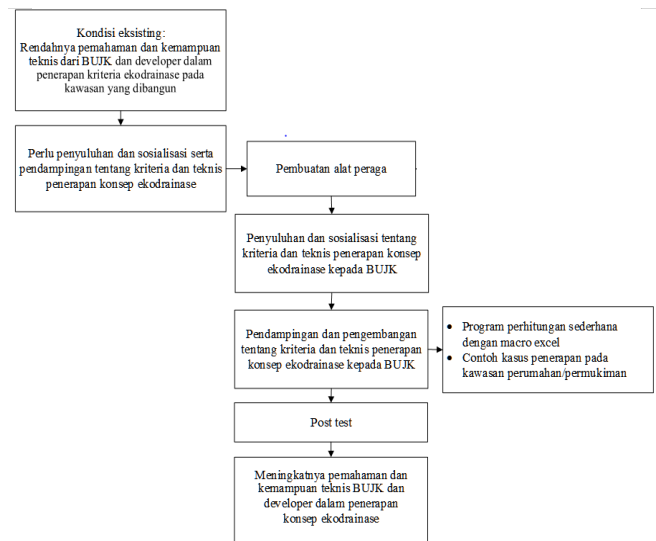 Kondisi eksisting:
Rendahnya pemahaman dan kemampuan
teknis dari BUJK dan developer dalam
penerapan kriteria ekodrainase pada
kawasan yang dibangun
Perlu penyuluhan dan sosialisasi serta
pendampingan tentang kriteria dan teknis
penerapan konsep ekodrainase
Pembuatan alat peraga
Penyuluhan dan sosialisasi tentang
kriteria dan teknis penerapan konsep
ekodrainase kepada BUJK
Pendampingan dan pengembangan
tentang kriteria dan teknis penerapan
konsep ekodrainase kepada BUJK
• Program perhitungan sederhana
dengan macro excel
• Contoh kasus penerapan pada
kawasan perumahan/permukiman
Post test
Meningkatnya pemahaman dan
kemampuan teknis BUJK dan
developer dalam penerapan
konsep ekodrainase